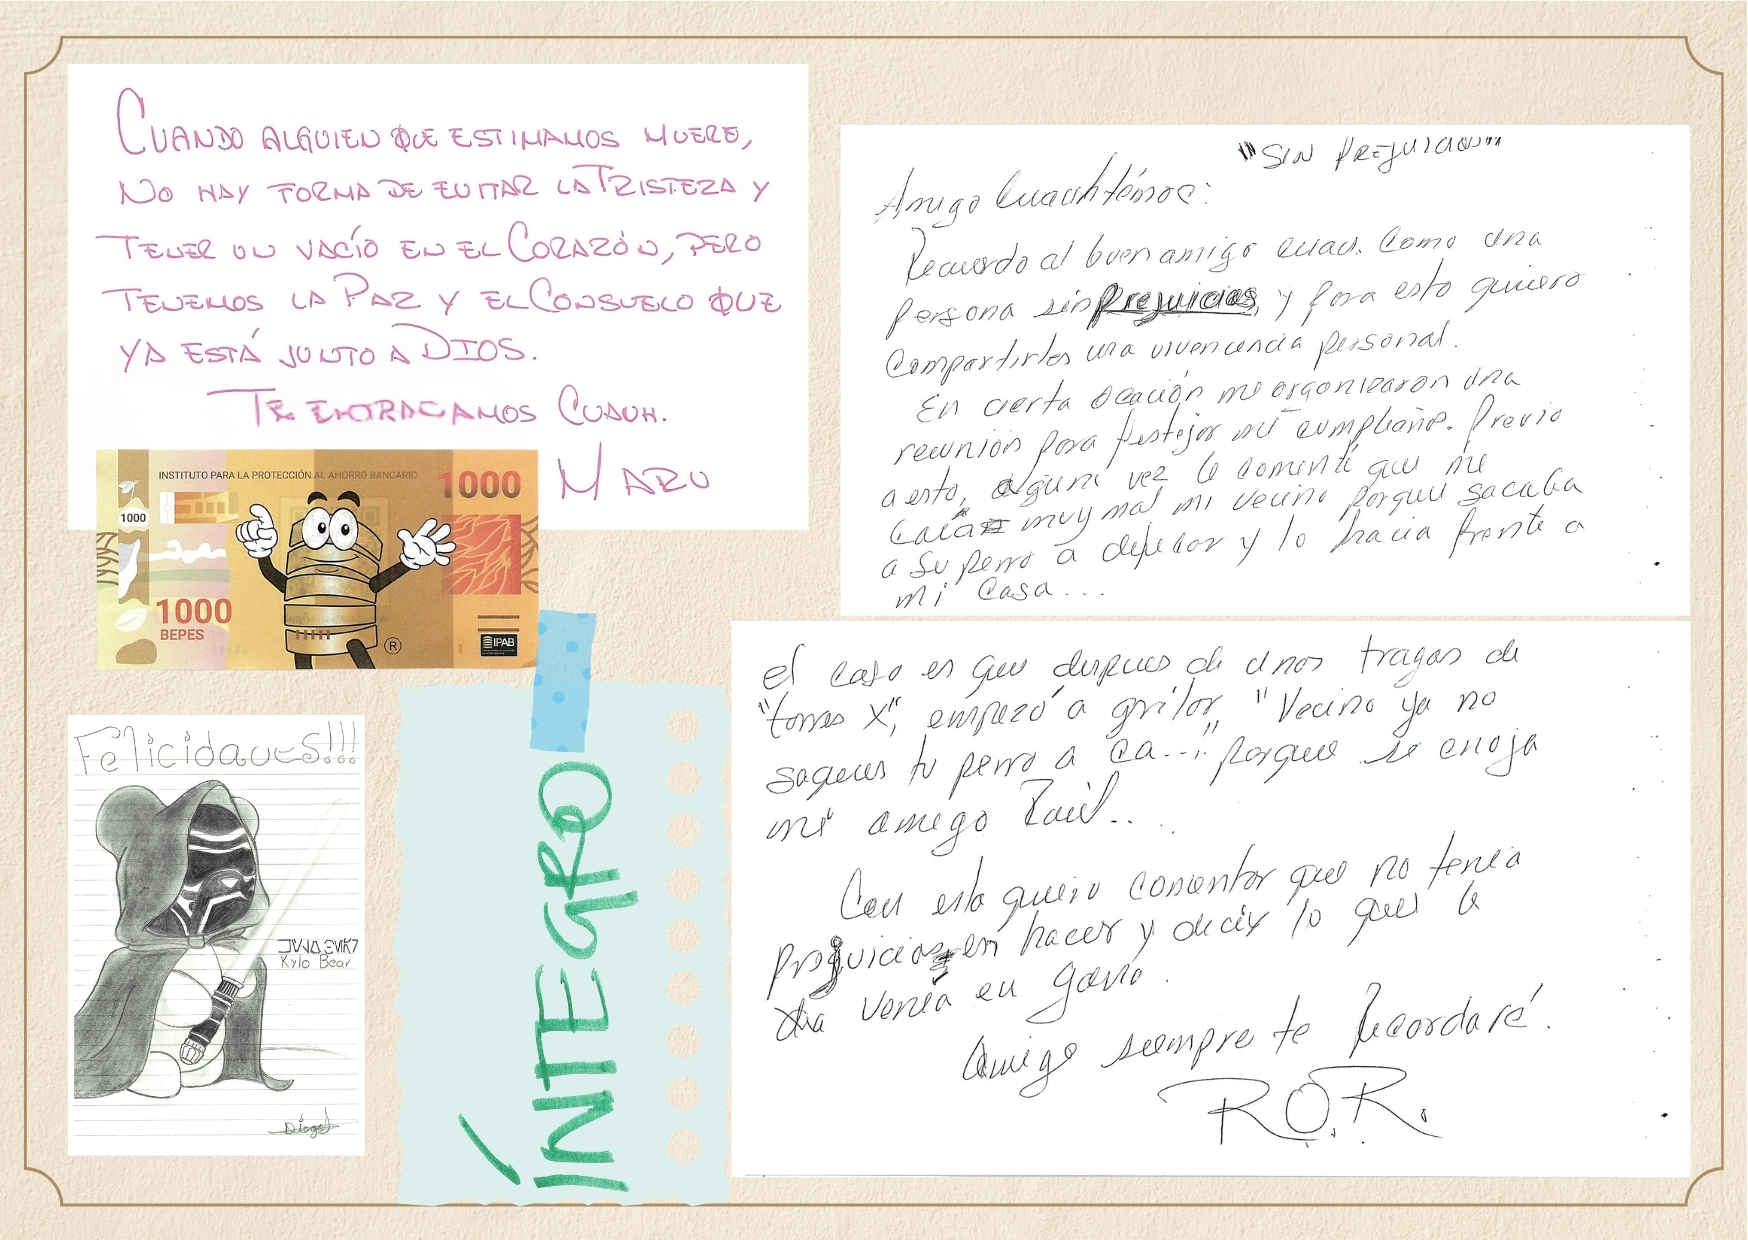 CUANDO ALGUIEN QUE ESTIMAMOS MUERE,
NO HAY FORMA DE EVITAR LA TRISTEZA Y
TENER UN VACÍO EN EL CORAZÓN, PERO
TENEMOS LA PAZ Y EL CONSUELO QUE
YA ESTÁ JUNTO A DIOS.
TE EXTRAÑAMOS CUAUH.
MARU
INSTITUTO PARA LA PROTECCIÓN AL AHORRO BANCARIO
1000
1000
1000
BEPES
®
IPAB
Felicidades!!!
Kylo Bear
Diego
ÍNTEGRO
"SIN PREJUICIOS"
Amigo Cuauhtémoc:
Recuerdo al buen amigo cuau. Como una
persona sin Prejuicios, y para esto quiero
compartirles una vivencencia personal.
En cierta ocación me organizaron una
reunión para festejar mi cumpleaños. Previo
a esto, alguna vez le comenté que me
caía muy mal mi vecino porque sacaba
a su perro a defecar y lo hacia frente a
mi casa...
el caso es que despues de unos tragos de
"torres X", empezó a gritar, "Vecino ya no
saques tu perro a ca..." porque se enoja
mi amigo Raúl...
Con esto quiero comentar que no tenía
prejuicios en hacer y decir lo que le
venía en gana.
Amigo siempre te Recordaré.
R.O.R.